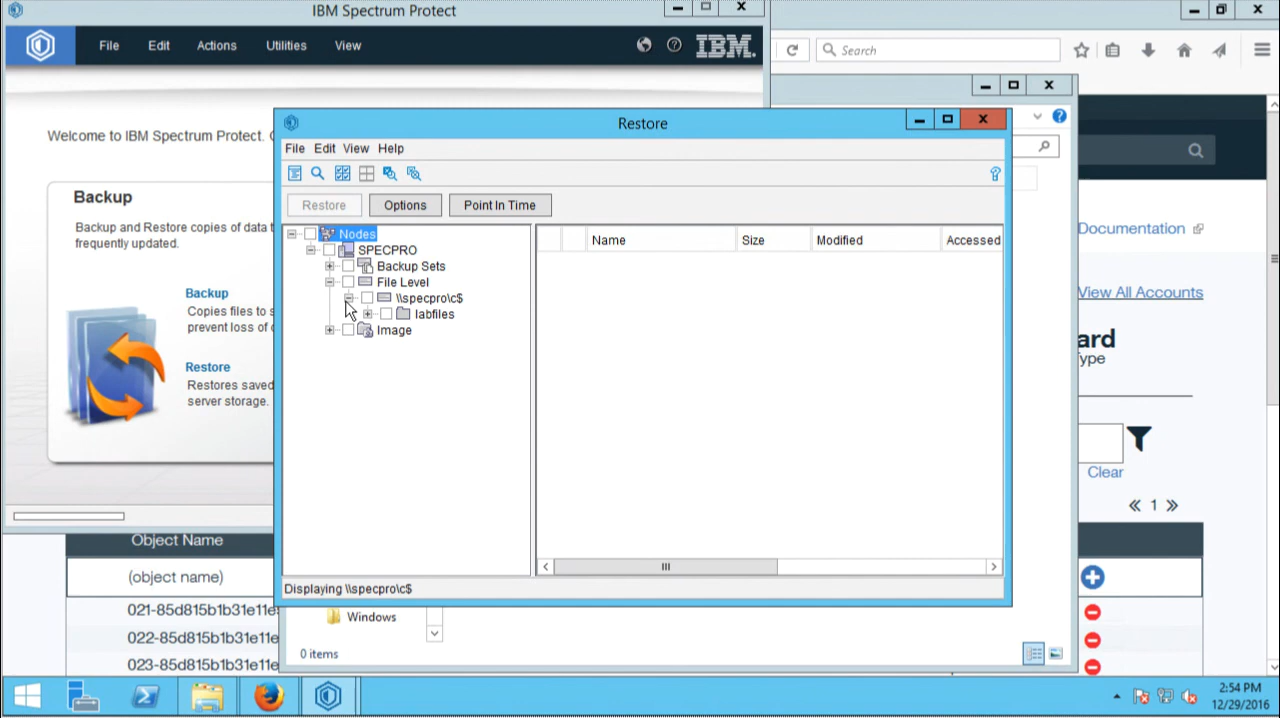 IBM Spectrum Protect
File Edit Actions Utilities View
IBM.
Search
Welcome to IBM Spectrum Protect.
Backup
Backup and Restore copies of data
frequently updated.
Backup
Copies files to s
prevent loss of
Restore
Restores saved
server storage.
Restore
File Edit View Help
Restore Options Point In Time
Nodes
SPECPRO
Backup Sets
File Level
\\specpro\c$
labfiles
Image
Name Size Modified Accessed
Displaying \\specpro\c$
Documentation
View All Accounts
ard
Type
Clear
1
Object Name
(object name)
021-85d815b1b31e11e
022-85d815b1b31e11e
023-85d815b1b31e11e
Windows
0 items
2:54 PM
12/29/2016